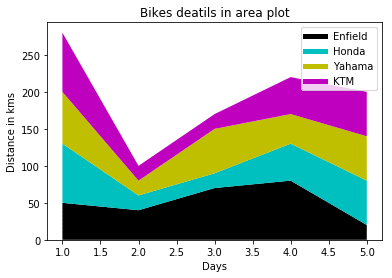 Bikes deatils in area plot
Enfield
Honda
Yahama
KTM
Distance in kms
250
200
150
100
50
0
1.0 1.5 2.0 2.5 3.0 3.5 4.0 4.5 5.0
Days